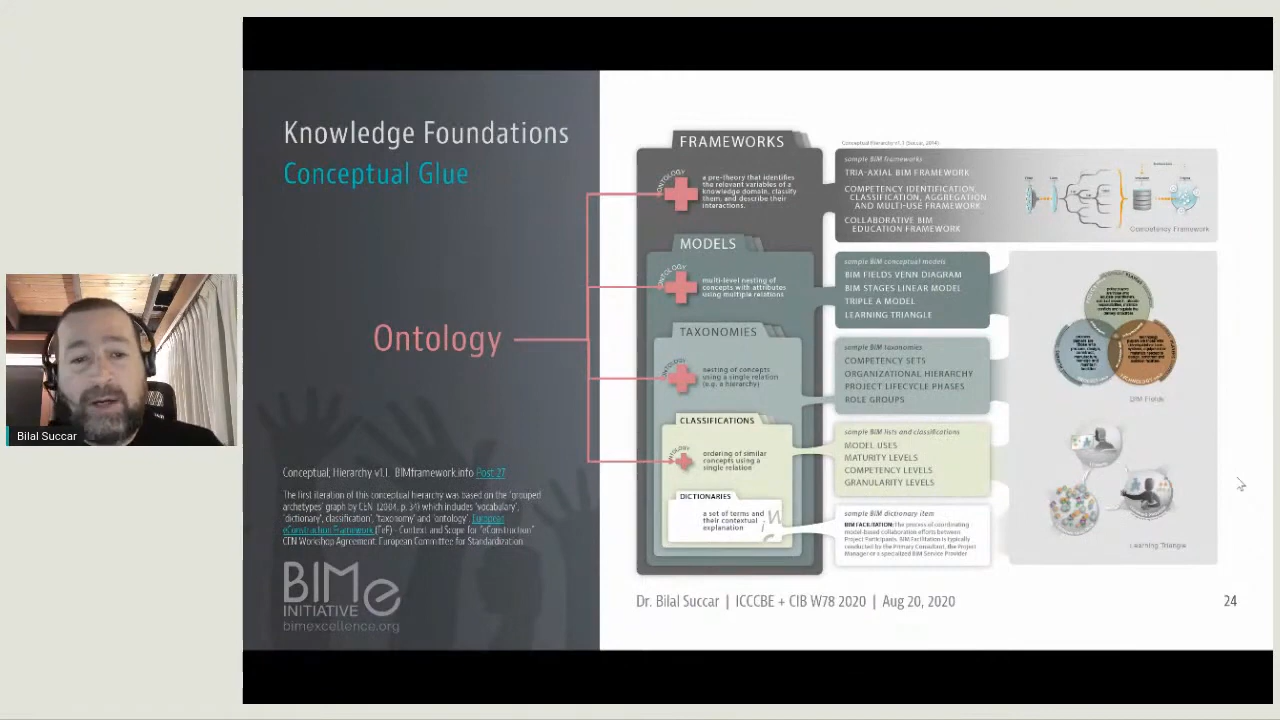 Knowledge Foundations
Conceptual Glue
Ontology
Conceptual, Hierarchy v1.1. BIMframework.info Post 27
The first iteration of this conceptual hierarchy was based on the 'grouped
archetypes' graph by CEN (2004, p. 34) which includes 'vocabulary',
'dictionary', 'classification', 'taxonomy' and 'ontology'. European
eConstruction Framework (EeF) - Context and Scope for "eConstruction"
CEN Workshop Agreement: European Committee for Standardization
BIMe
INITIATIVE
bimexcellence.org
FRAMEWORKS
ONTOLOGY
a pre-theory that identifies
the relevant variables of a
knowledge domain, classify
them, and describe their
interactions.
MODELS
ONTOLOGY
multi-level nesting of
concepts with attributes
using multiple relations
TAXONOMIES
ONTOLOGY
nesting of concepts
using a single relation
(e.g. a hierarchy)
CLASSIFICATIONS
ONTOLOGY
ordering of similar
concepts using a
single relation
DICTIONARIES
a set of terms and
their contextual
explanation
Conceptual Hierarchy v1.1 (Succar, 2014)
sample BIM frameworks
TRIA-AXIAL BIM FRAMEWORK
COMPETENCY IDENTIFICATION,
CLASSIFICATION, AGGREGATION
AND MULTI-USE FRAMEWORK
COLLABORATIVE BIM
EDUCATION FRAMEWORK
Competency Framework
sample BIM conceptual models
BIM FIELDS VENN DIAGRAM
BIM STAGES LINEAR MODEL
TRIPLE A MODEL
LEARNING TRIANGLE
sample BIM taxonomies
COMPETENCY SETS
ORGANIZATIONAL HIERARCHY
PROJECT LIFECYCLE PHASES
ROLE GROUPS
sample BIM lists and classifications
MODEL USES
MATURITY LEVELS
COMPETENCY LEVELS
GRANULARITY LEVELS
sample BIM dictionary item
BIM FACILITATION: The process of coordinating
model-based collaboration efforts between
Project Participants. BIM Facilitation is typically
conducted by the Primary Consultant, the Project
Manager or a specialized BIM Service Provider
BIM Fields
Learning Triangle
Dr. Bilal Succar | ICCCBE + CIB W78 2020 | Aug 20, 2020
24
Bilal Succar